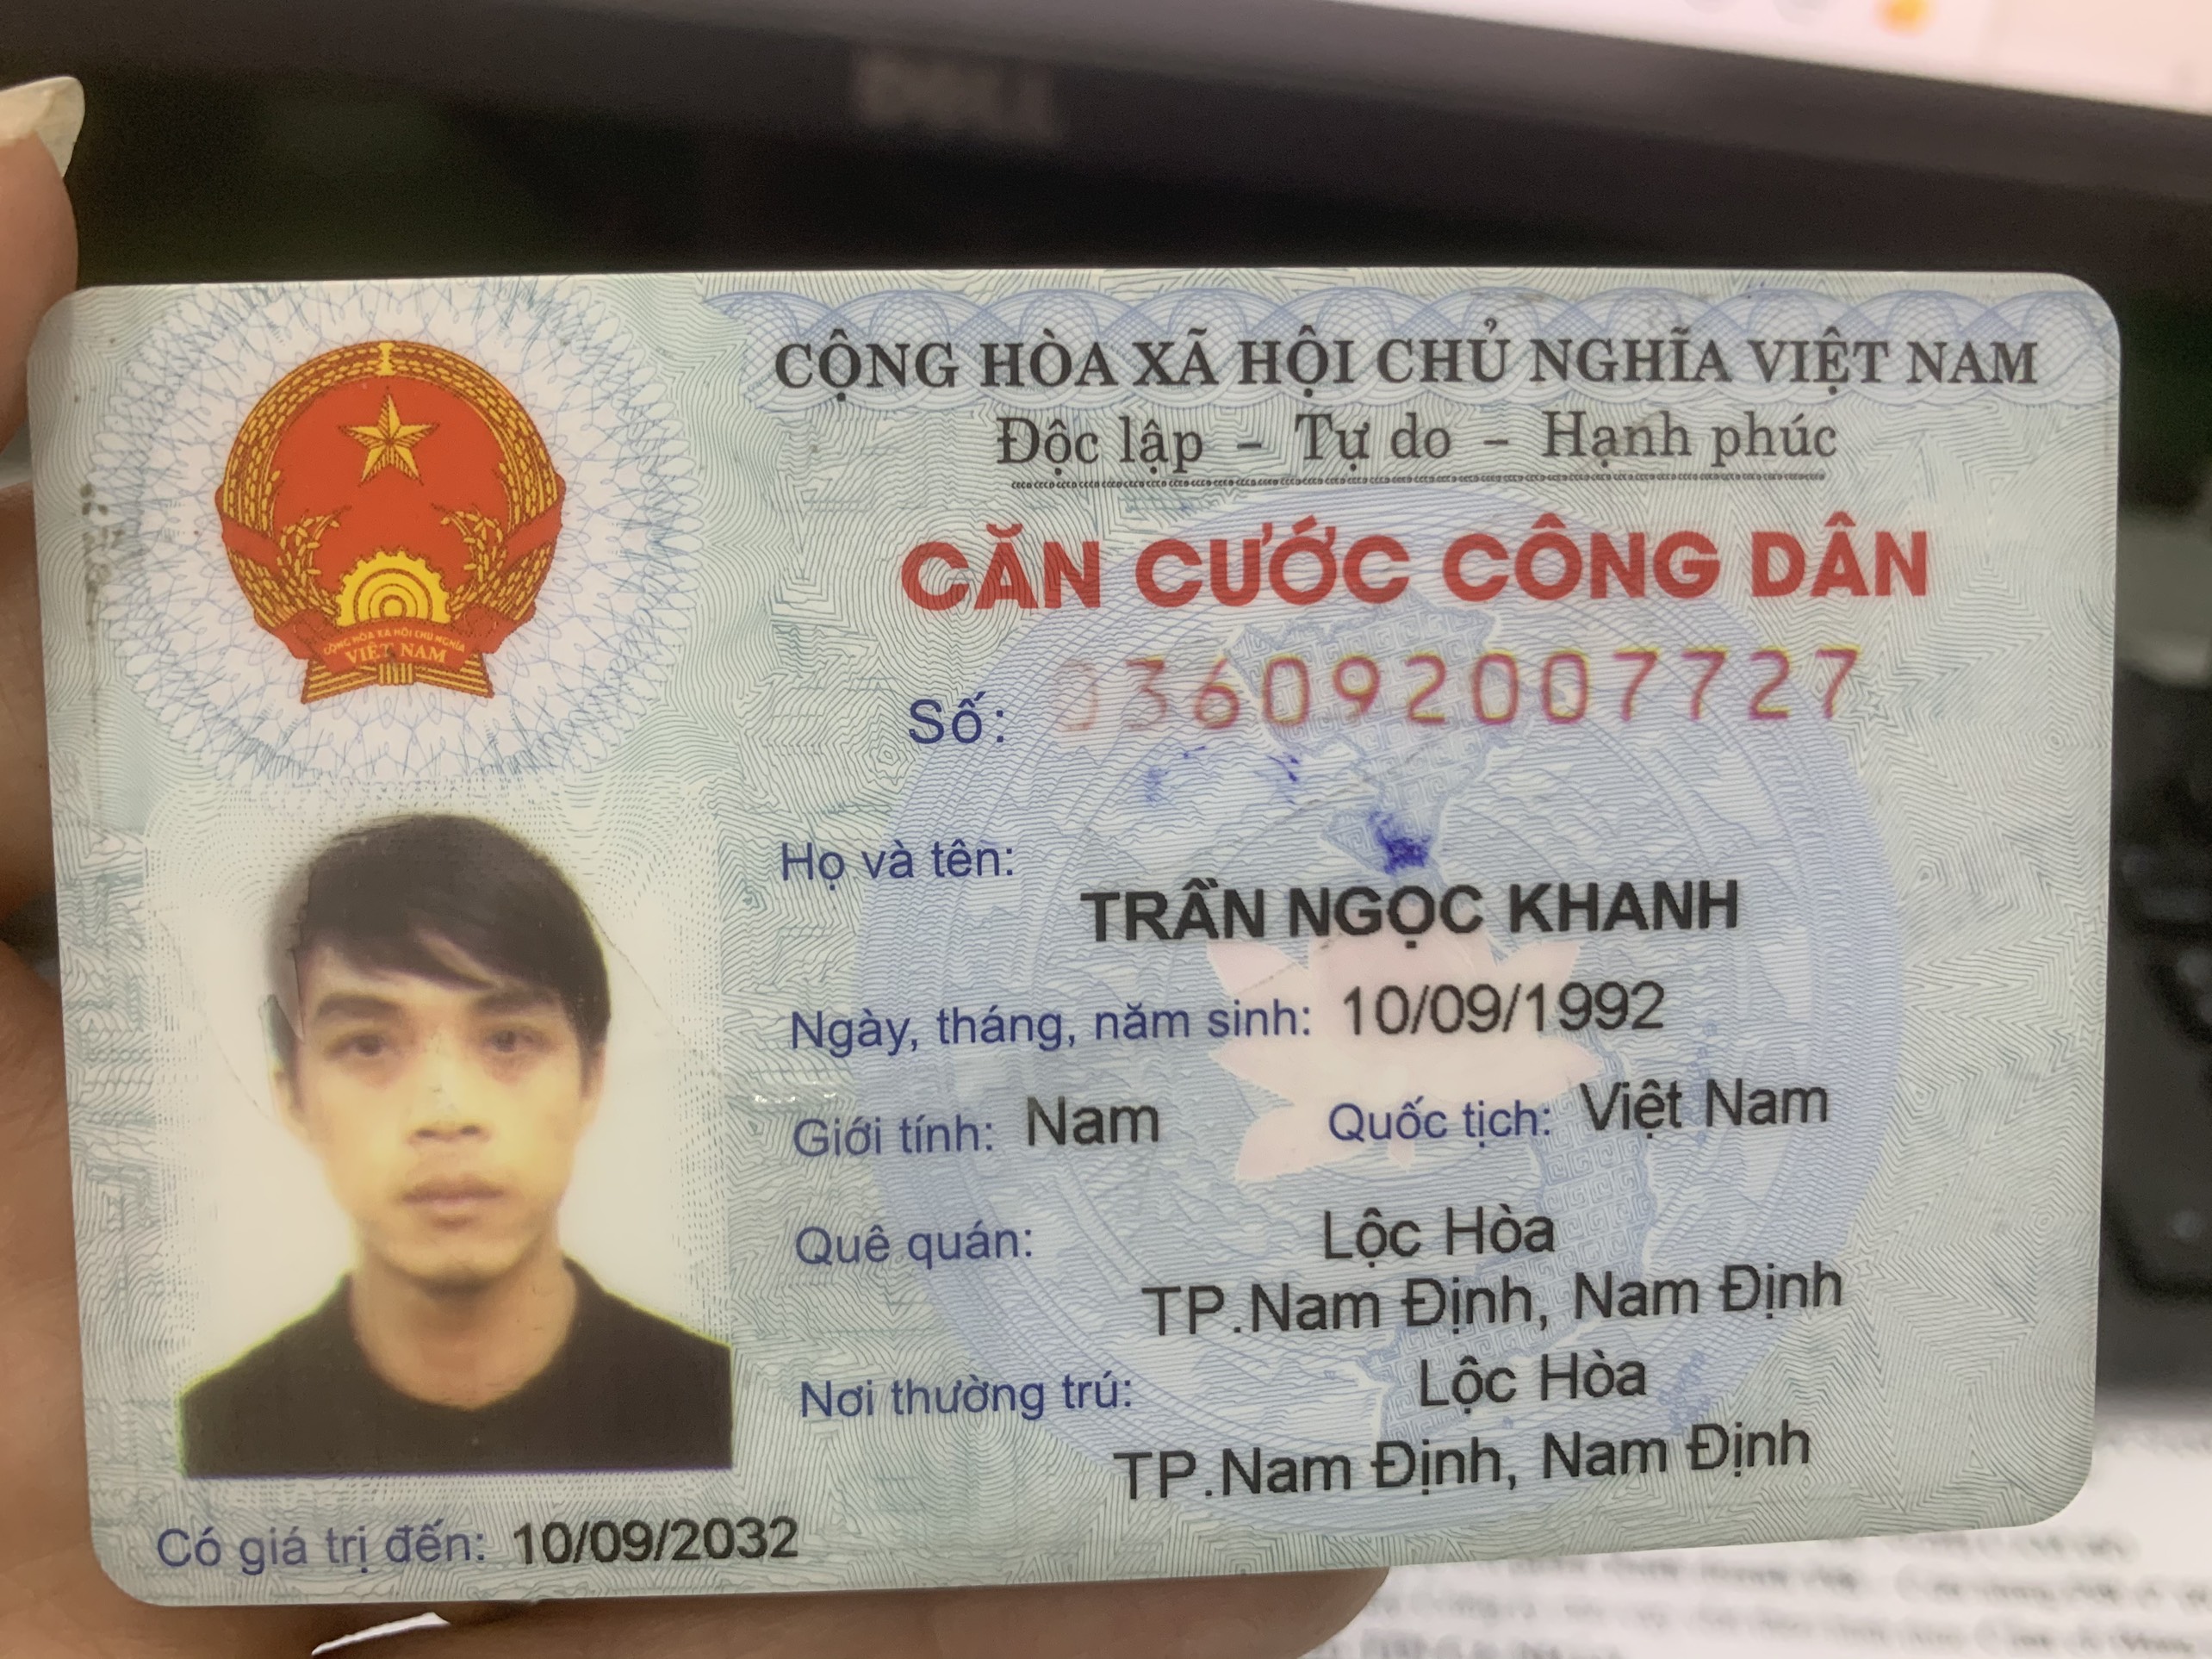 CỘNG HÒA XÃ HỘI CHỦ NGHĨA VIỆT NAM
Độc lập - Tự do - Hạnh phúc
CĂN CƯỚC CÔNG DÂN
Số: 036092007727
Họ và tên:
TRẦN NGỌC KHANH
Ngày, tháng, năm sinh: 10/09/1992
Giới tính: Nam Quốc tịch: Việt Nam
Quê quán: Lộc Hòa
TP.Nam Định, Nam Định
Nơi thường trú: Lộc Hòa
TP.Nam Định, Nam Định
Có giá trị đến: 10/09/2032
CỘNG HÒA XÃ HỘI CHỦ NGHĨA
VIỆT NAM